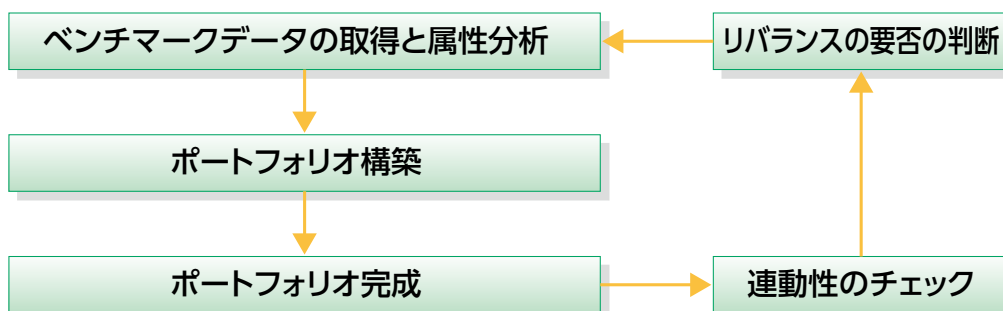 ベンチマークデータの取得と属性分析
リバランスの要否の判断
ポートフォリオ構築
ポートフォリオ完成
連動性のチェック